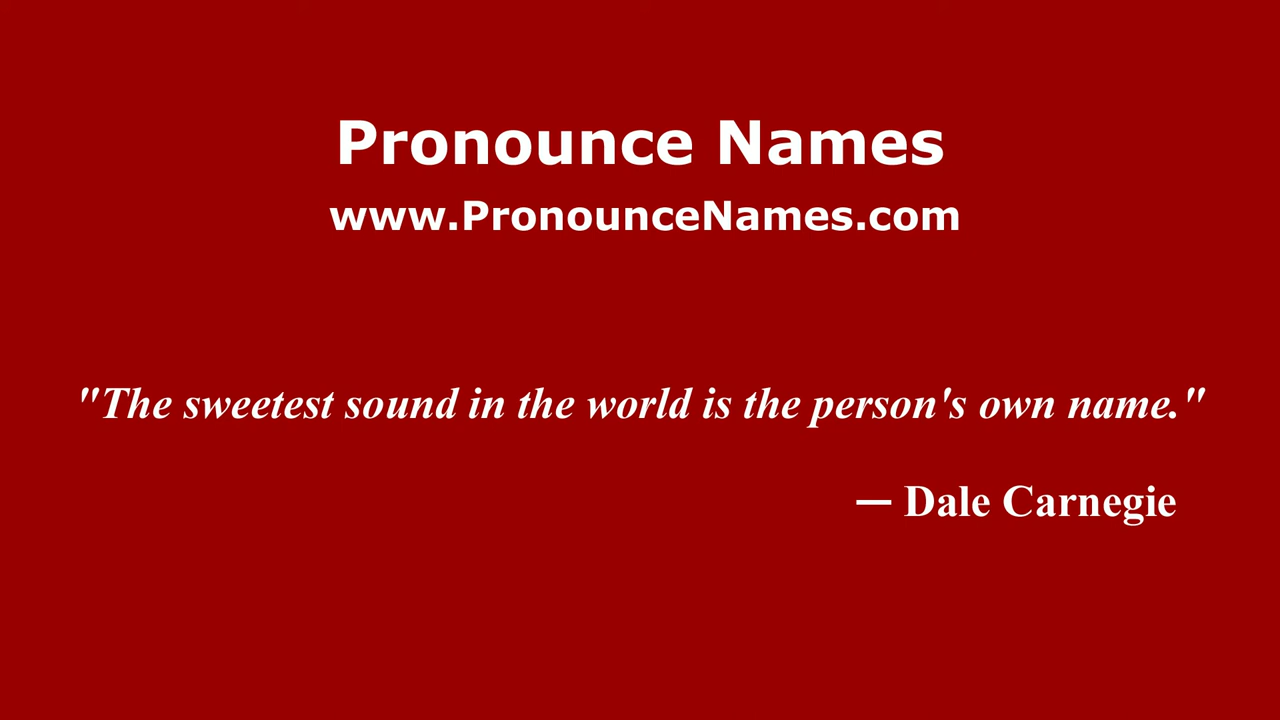 Pronounce Names
www.PronounceNames.com
"The sweetest sound in the world is the person's own name."
— Dale Carnegie